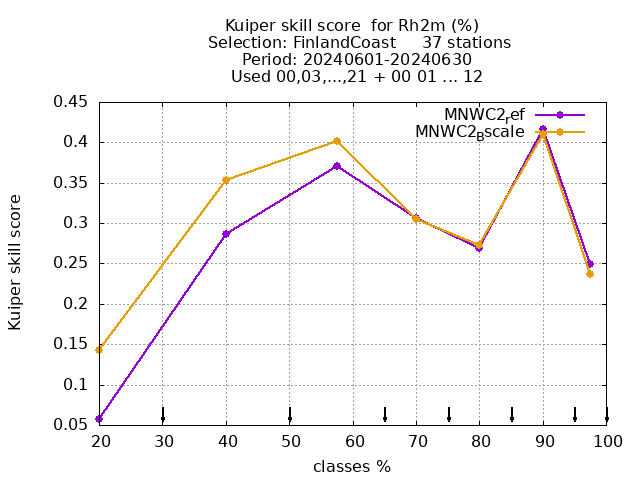 Kuiper skill score  for Rh2m (%)
Selection: FinlandCoast     37 stations
Period: 20240601-20240630
Used 00,03,...,21 + 00 01 ... 12
MNWC2ref
MNWC2Bscale
Kuiper skill score
0.45
0.4
0.35
0.3
0.25
0.2
0.15
0.1
0.05
20 30 40 50 60 70 80 90 100
classes %